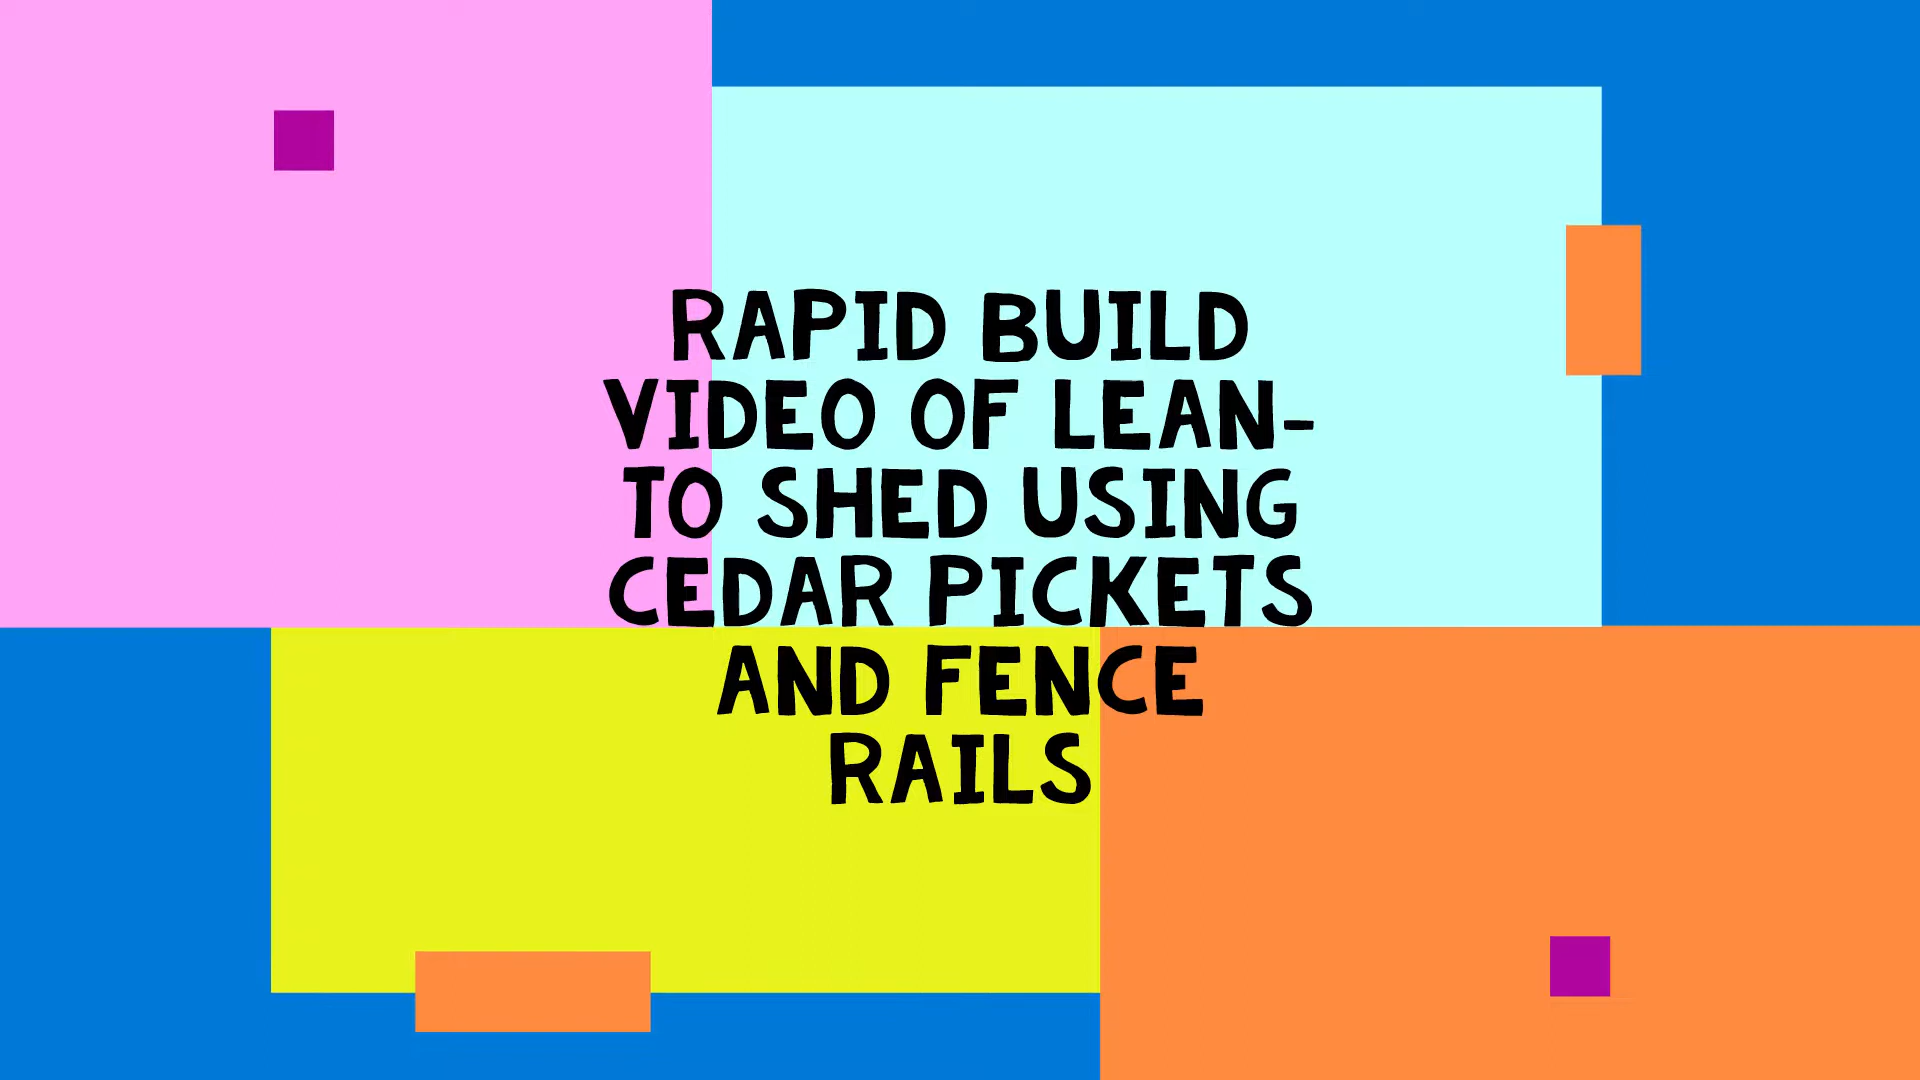 RAPID BUILD
VIDEO OF LEAN-
TO SHED USING
CEDAR PICKETS
AND FENCE
RAILS